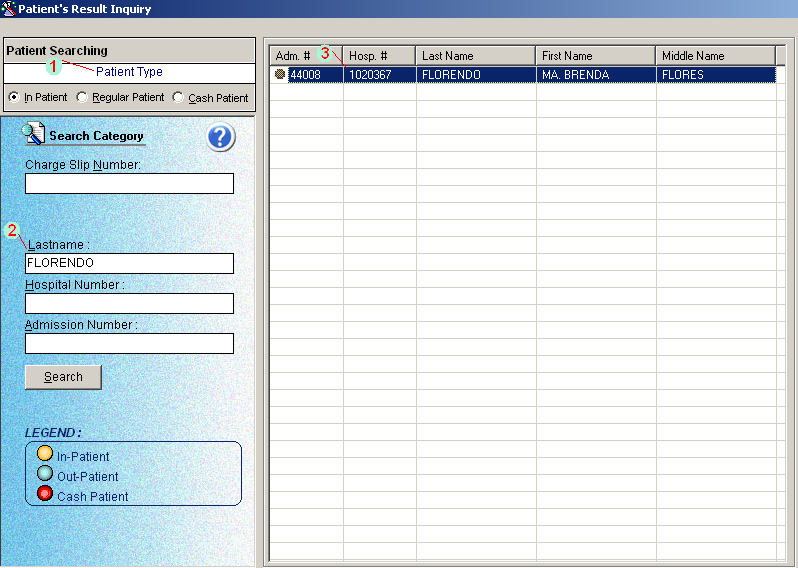 Patient's Result Inquiry
Patient Searching
1
Patient Type
In Patient Regular Patient Cash Patient
Search Category
?
Charge Slip Number:
2
Lastname :
FLORENDO
Hospital Number :
Admission Number :
Search
LEGEND :
In-Patient
Out-Patient
Cash Patient
3
Adm. # Hosp. # Last Name First Name Middle Name
44008 1020367 FLORENDO MA. BRENDA FLORES